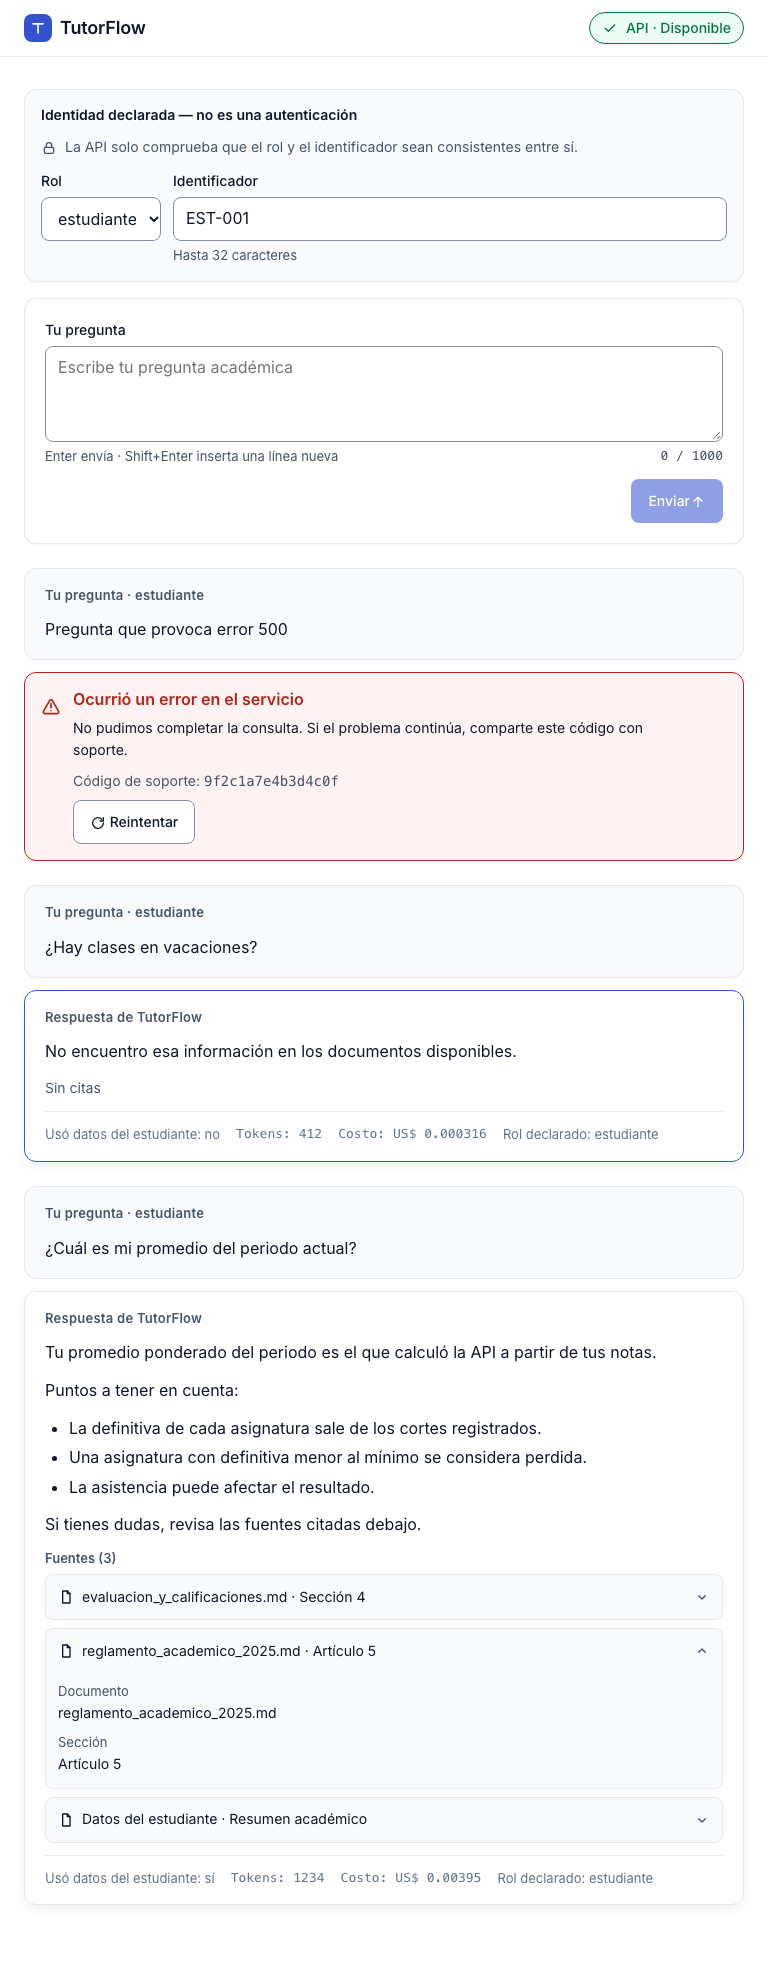 TutorFlow
API · Disponible
Identidad declarada — no es una autenticación
La API solo comprueba que el rol y el identificador sean consistentes entre sí.
Rol
Identificador
estudiante
EST-001
Hasta 32 caracteres
Tu pregunta
Escribe tu pregunta académica
Enter envía · Shift+Enter inserta una línea nueva
0 / 1000
Enviar
Tu pregunta · estudiante
Pregunta que provoca error 500
Ocurrió un error en el servicio
No pudimos completar la consulta. Si el problema continúa, comparte este código con
soporte.
Código de soporte: 9f2c1a7e4b3d4c0f
Reintentar
Tu pregunta · estudiante
¿Hay clases en vacaciones?
Respuesta de TutorFlow
No encuentro esa información en los documentos disponibles.
Sin citas
Usó datos del estudiante: no Tokens: 412 Costo: US$ 0.000316 Rol declarado: estudiante
Tu pregunta · estudiante
¿Cuál es mi promedio del periodo actual?
Respuesta de TutorFlow
Tu promedio ponderado del periodo es el que calculó la API a partir de tus notas.
Puntos a tener en cuenta:
• La definitiva de cada asignatura sale de los cortes registrados.
• Una asignatura con definitiva menor al mínimo se considera perdida.
• La asistencia puede afectar el resultado.
Si tienes dudas, revisa las fuentes citadas debajo.
Fuentes (3)
evaluacion_y_calificaciones.md · Sección 4
reglamento_academico_2025.md · Artículo 5
Documento
reglamento_academico_2025.md
Sección
Artículo 5
Datos del estudiante · Resumen académico
Usó datos del estudiante: sí Tokens: 1234 Costo: US$ 0.00395 Rol declarado: estudiante